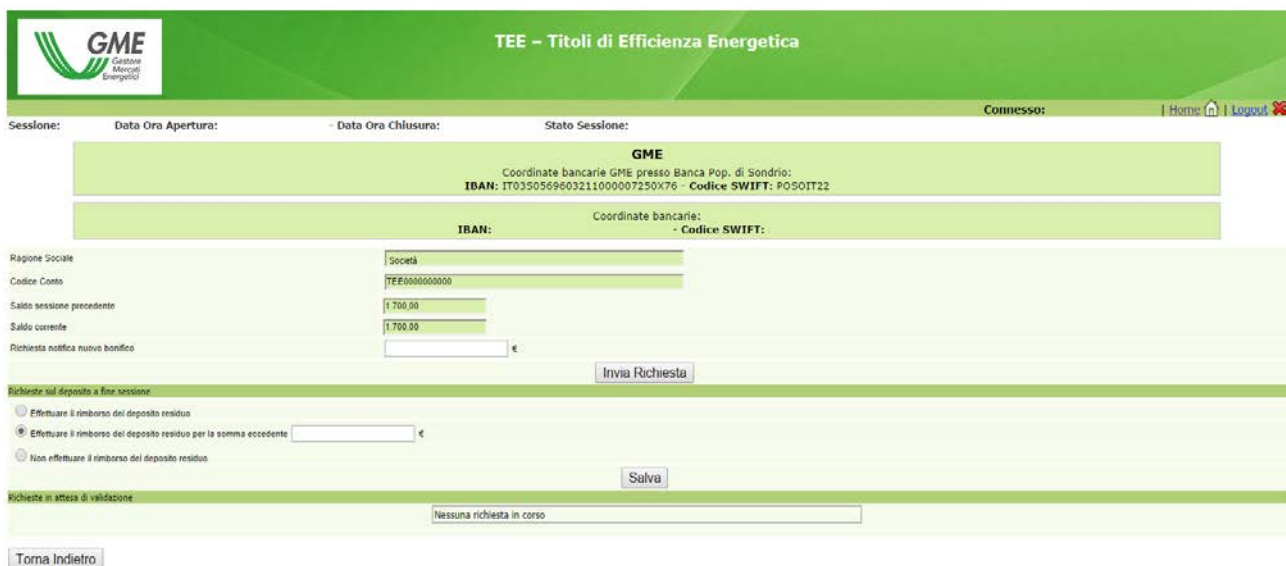 GME
Gestore
Mercati
Energetici
TEE – Titoli di Efficienza Energetica
Connesso: | Home | Logout
Sessione: Data Ora Apertura: - Data Ora Chiusura: Stato Sessione:
GME
Coordinate bancarie GME presso Banca Pop. di Sondrio:
IBAN: IT03S0569603211000007250X76 - Codice SWIFT: POSOIT22
Coordinate bancarie:
IBAN: - Codice SWIFT:
Ragione Sociale Società
Codice Conto TEE0000000000
Saldo sessione precedente 1.700,00
Saldo corrente 1.700,00
Richiesta notifica nuovo bonifico €
Invia Richiesta
Richieste sul deposito a fine sessione
Effettuare il rimborso del deposito residuo
Effettuare il rimborso del deposito residuo per la somma eccedente €
Non effettuare il rimborso del deposito residuo
Salva
Richieste in attesa di validazione
Nessuna richiesta in corso
Torna Indietro